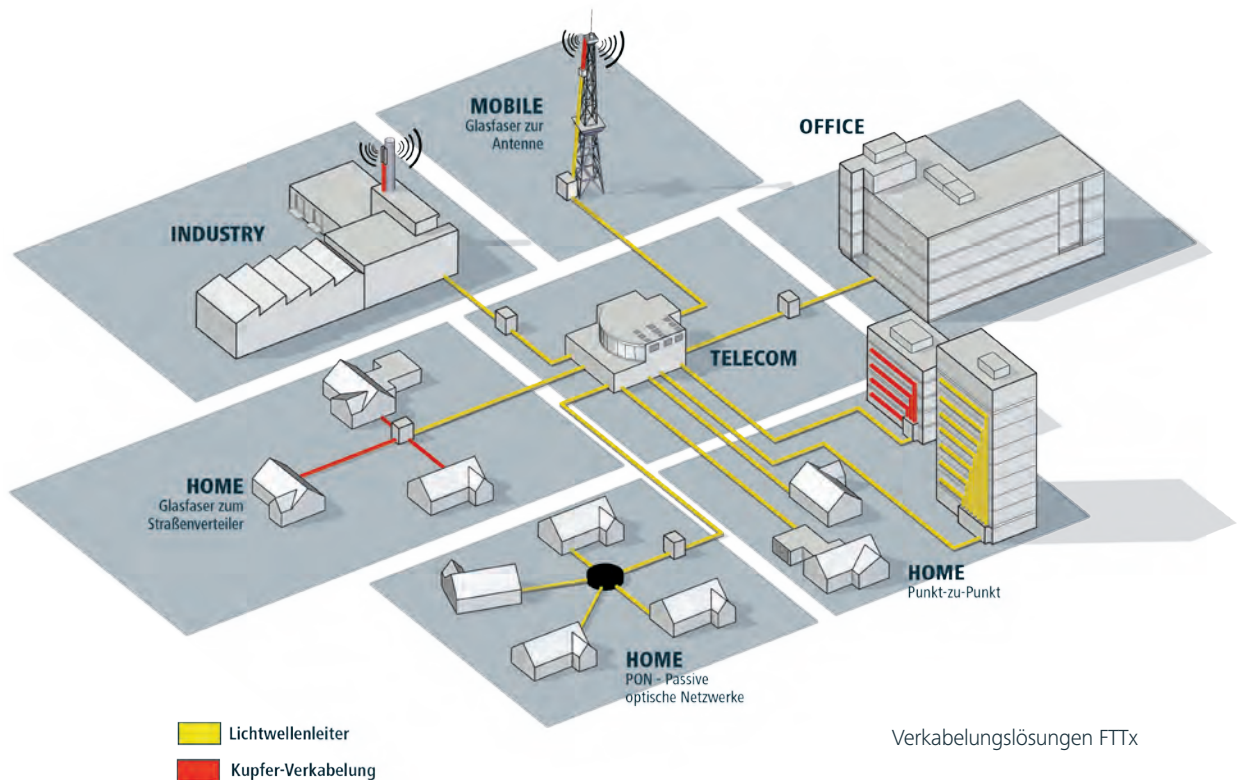 MOBILE
Glasfaser zur
Antenne
OFFICE
INDUSTRY
TELECOM
HOME
Glasfaser zum
Straßenverteiler
HOME
Punkt-zu-Punkt
HOME
PON - Passive
optische Netzwerke
Lichtwellenleiter
Kupfer-Verkabelung
Verkabelungslösungen FTTx